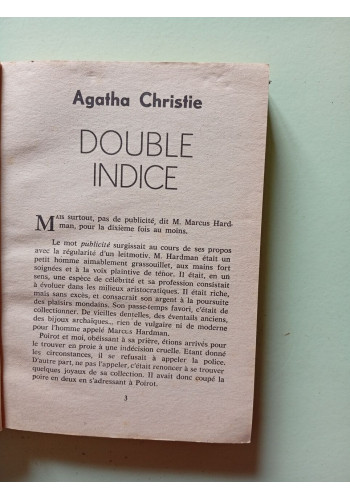 Agatha Christie
DOUBLE
INDICE
MAIS surtout, pas de publicité, dit M. Marcus Hard-
man, pour la dixième fois au moins.
Le mot publicité surgissait au cours de ses propos
avec la régularité d'un leitmotiv. M. Hardman était un
petit homme aimablement grassouillet, aux mains fort
soignées et à la voix plaintive de ténor. Il était, en un
sens, une espèce de célébrité et sa profession consistait
à évoluer dans les milieux aristocratiques. Il était riche,
mais sans excès, et consacrait son argent à la poursuite
des plaisirs mondains. Son passe-temps favori, c'était de
collectionner. De vieilles dentelles, des éventails anciens,
des bijoux archaïques... rien de vulgaire ni de moderne
pour l'homme appelé Marcus Hardman.
Poirot et moi, obéissant à sa prière, étions arrivés pour
le trouver en proie à une indécision cruelle. Etant donné
les circonstances, il se refusait à appeler la police.
D'autre part, ne pas l'appeler, c'était renoncer à se trouver
quelques joyaux de sa collection. Il avait donc coupé la
poire en deux en s'adressant à Poirot.
3